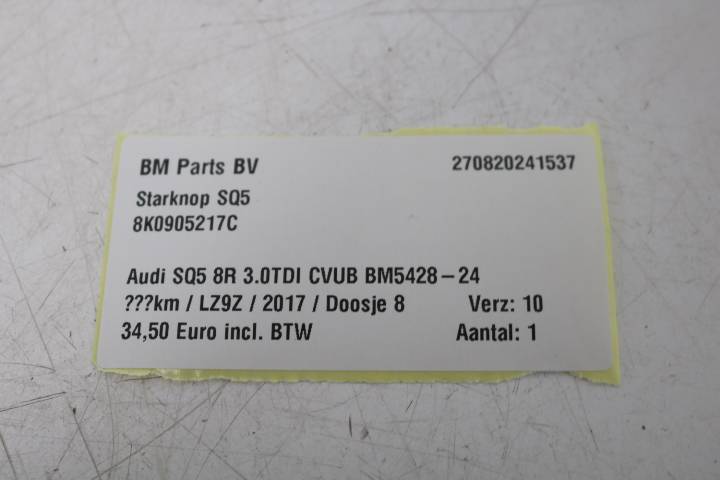 BM Parts BV 270820241537
Starknop SQ5
8K0905217C
Audi SQ5 8R 3.0TDI CVUB BM5428-24
???km / LZ9Z / 2017 / Doosje 8 Verz: 10
34,50 Euro incl. BTW Aantal: 1